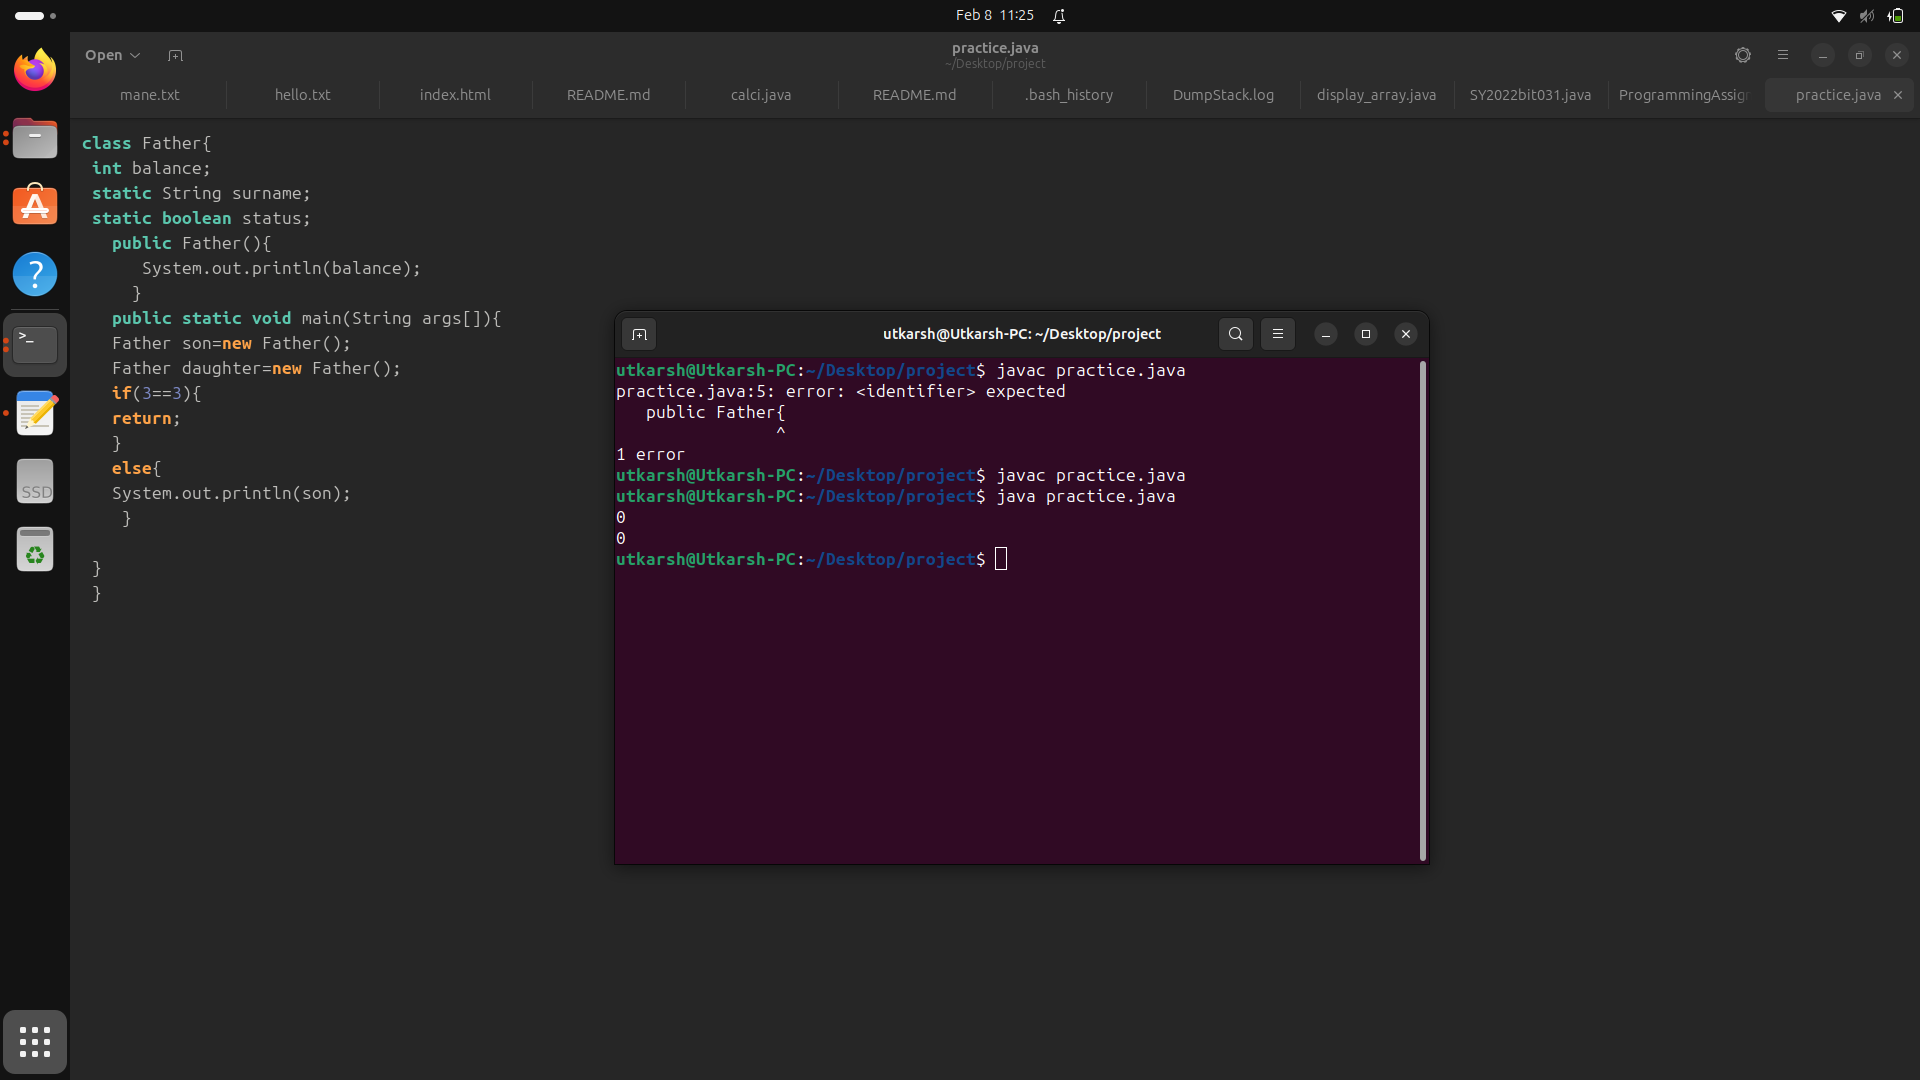 Feb 8 11:25
Open
practice.java
~/Desktop/project
mane.txt
hello.txt
index.html
README.md
calci.java
README.md
.bash_history
DumpStack.log
display_array.java
SY2022bit031.java
ProgrammingAssig
practice.java
class Father{
int balance;
static String surname;
static boolean status;
public Father(){
System.out.println(balance);
}
public static void main(String args[]){
Father son=new Father();
Father daughter=new Father();
if(3==3){
return;
}
else{
System.out.println(son);
}
}
}
SSD
utkarsh@Utkarsh-PC: ~/Desktop/project
utkarsh@Utkarsh-PC:~/Desktop/project$ javac practice.java
practice.java:5: error: <identifier> expected
public Father{
^
1 error
utkarsh@Utkarsh-PC:~/Desktop/project$ javac practice.java
utkarsh@Utkarsh-PC:~/Desktop/project$ java practice.java
0
0
utkarsh@Utkarsh-PC:~/Desktop/project$